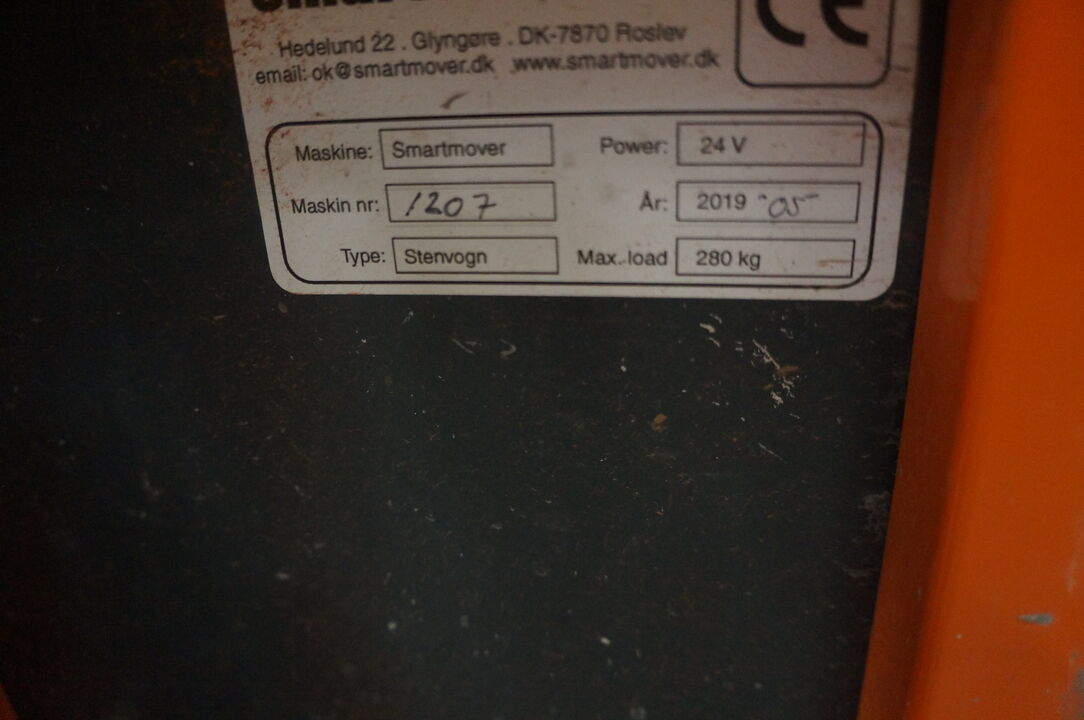 Hedelund 22 . Glyngøre . DK-7870 Roslev
email: ok@smartmover.dk www.smartmover.dk
CE
Maskine: Smartmover Power: 24 V
Maskin nr: 1207 År: 2019 -05
Type: Stenvogn Max. load 280 kg